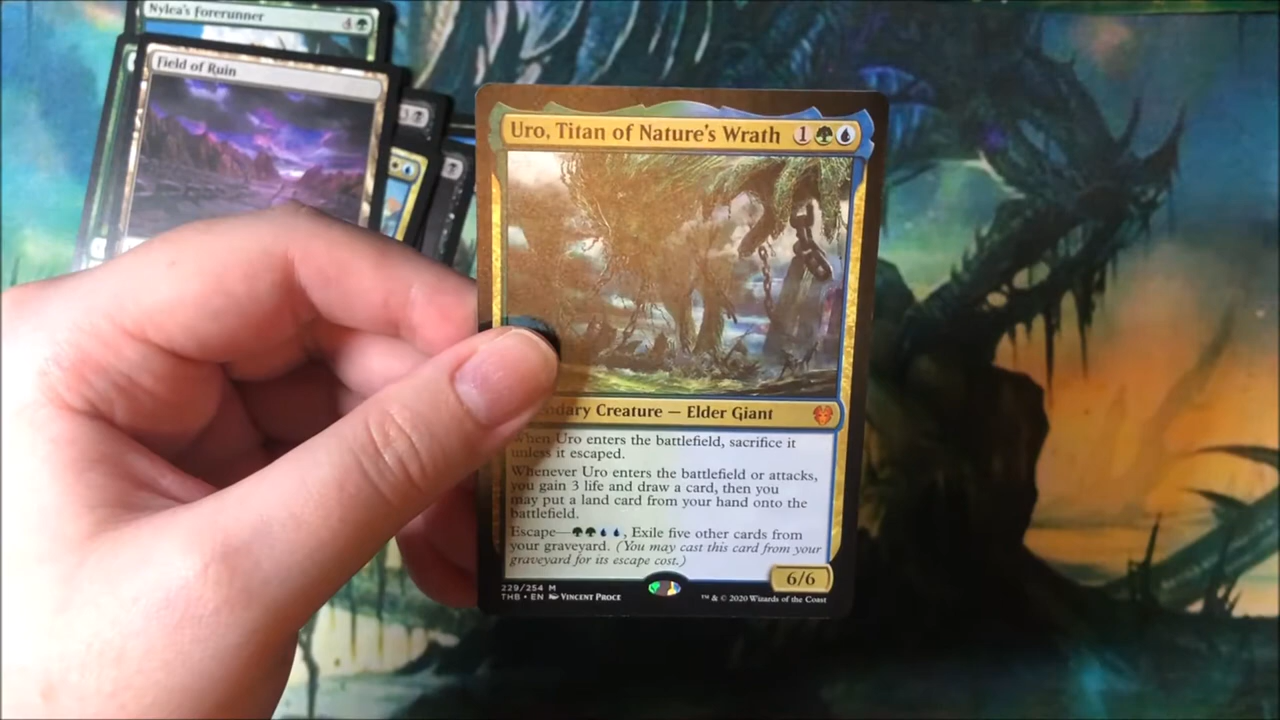 Nylea's Forerunner 4
Field of Ruin
3
Uro, Titan of Nature's Wrath 1
ndary Creature — Elder Giant
When Uro enters the battlefield, sacrifice it
unless it escaped.
Whenever Uro enters the battlefield or attacks,
you gain 3 life and draw a card, then you
may put a land card from your hand onto the
battlefield.
Escape—, Exile five other cards from
your graveyard. (You may cast this card from your
graveyard for its escape cost.)
6/6
229/254 M
THB • EN Vincent Proce
™ & © 2020 Wizards of the Coast